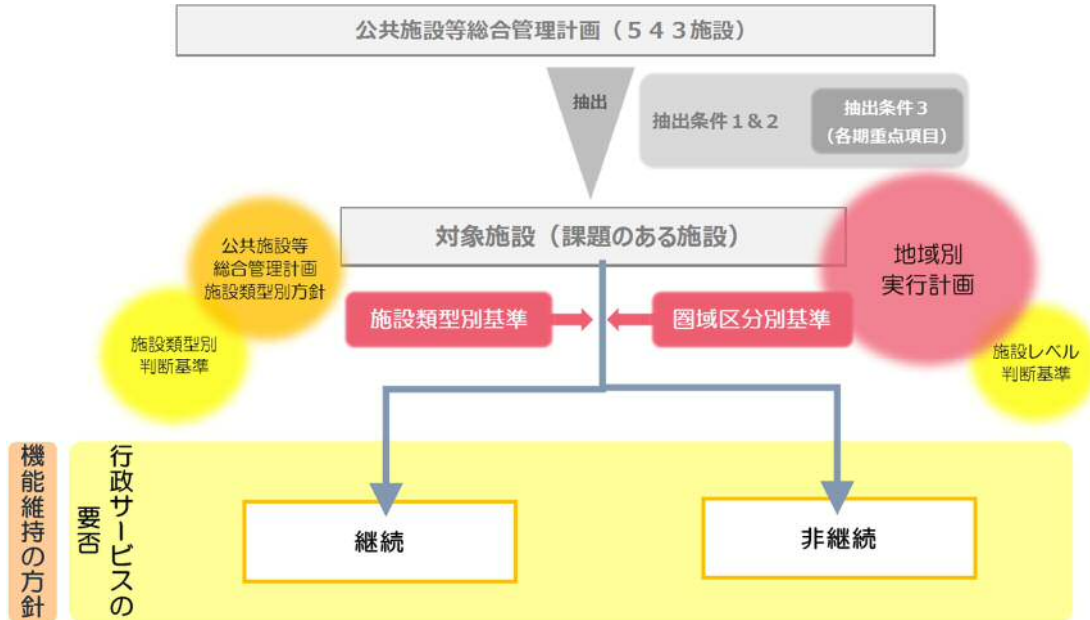 公共施設等総合管理計画（５４３施設）
抽出
抽出条件１＆２
抽出条件３
（各期重点項目）
対象施設（課題のある施設）
公共施設等
総合管理計画
施設類型別方針
地域別
実行計画
施設類型別基準
圏域区分別基準
施設類型別
判断基準
施設レベル
判断基準
機能維持の方針
行政サービスの
要否
継続
非継続